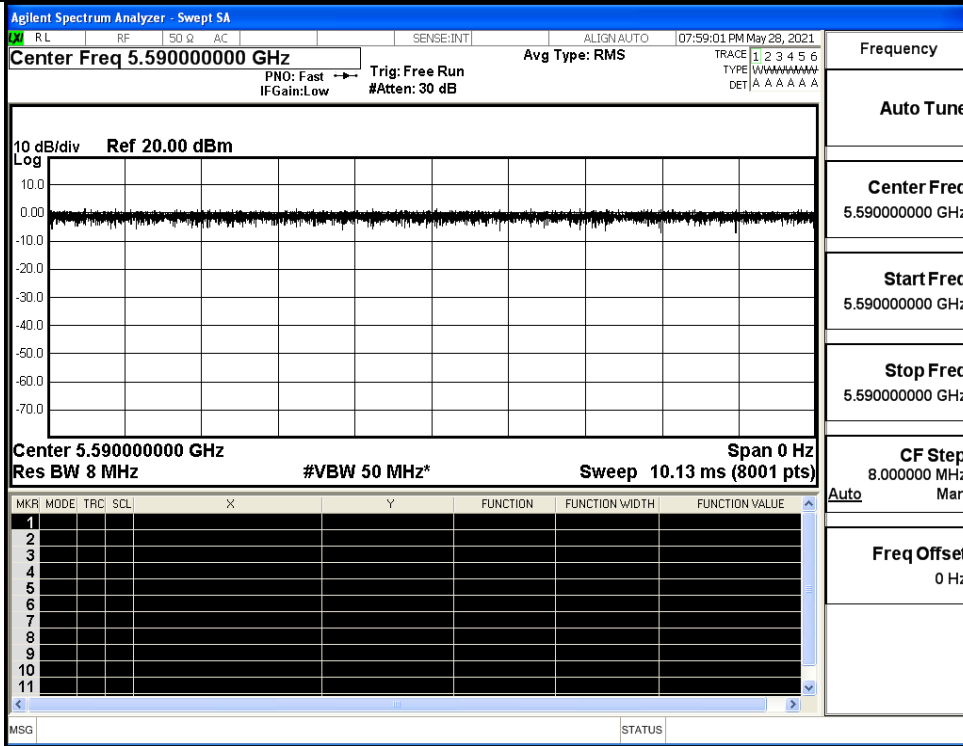 Agilent Spectrum Analyzer - Swept SA
LXI RL RF 50 Ω AC SENSE:INT ALIGN AUTO 07:59:01 PM May 28, 2021
Center Freq 5.590000000 GHz
PNO: Fast
IFGain:Low
Trig: Free Run
#Atten: 30 dB
Avg Type: RMS
TRACE 1 2 3 4 5 6
TYPE WWWWWW
DET A A A A A A
10 dB/div Ref 20.00 dBm
Log
10.0
0.00
-10.0
-20.0
-30.0
-40.0
-50.0
-60.0
-70.0
Center 5.590000000 GHz Span 0 Hz
Res BW 8 MHz #VBW 50 MHz* Sweep 10.13 ms (8001 pts)
MKR MODE TRC SCL X Y FUNCTION FUNCTION WIDTH FUNCTION VALUE
1
2
3
4
5
6
7
8
9
10
11
MSG STATUS
Frequency
Auto Tune
Center Freq
5.590000000 GHz
Start Freq
5.590000000 GHz
Stop Freq
5.590000000 GHz
CF Step
8.000000 MHz
Auto Man
Freq Offset
0 Hz